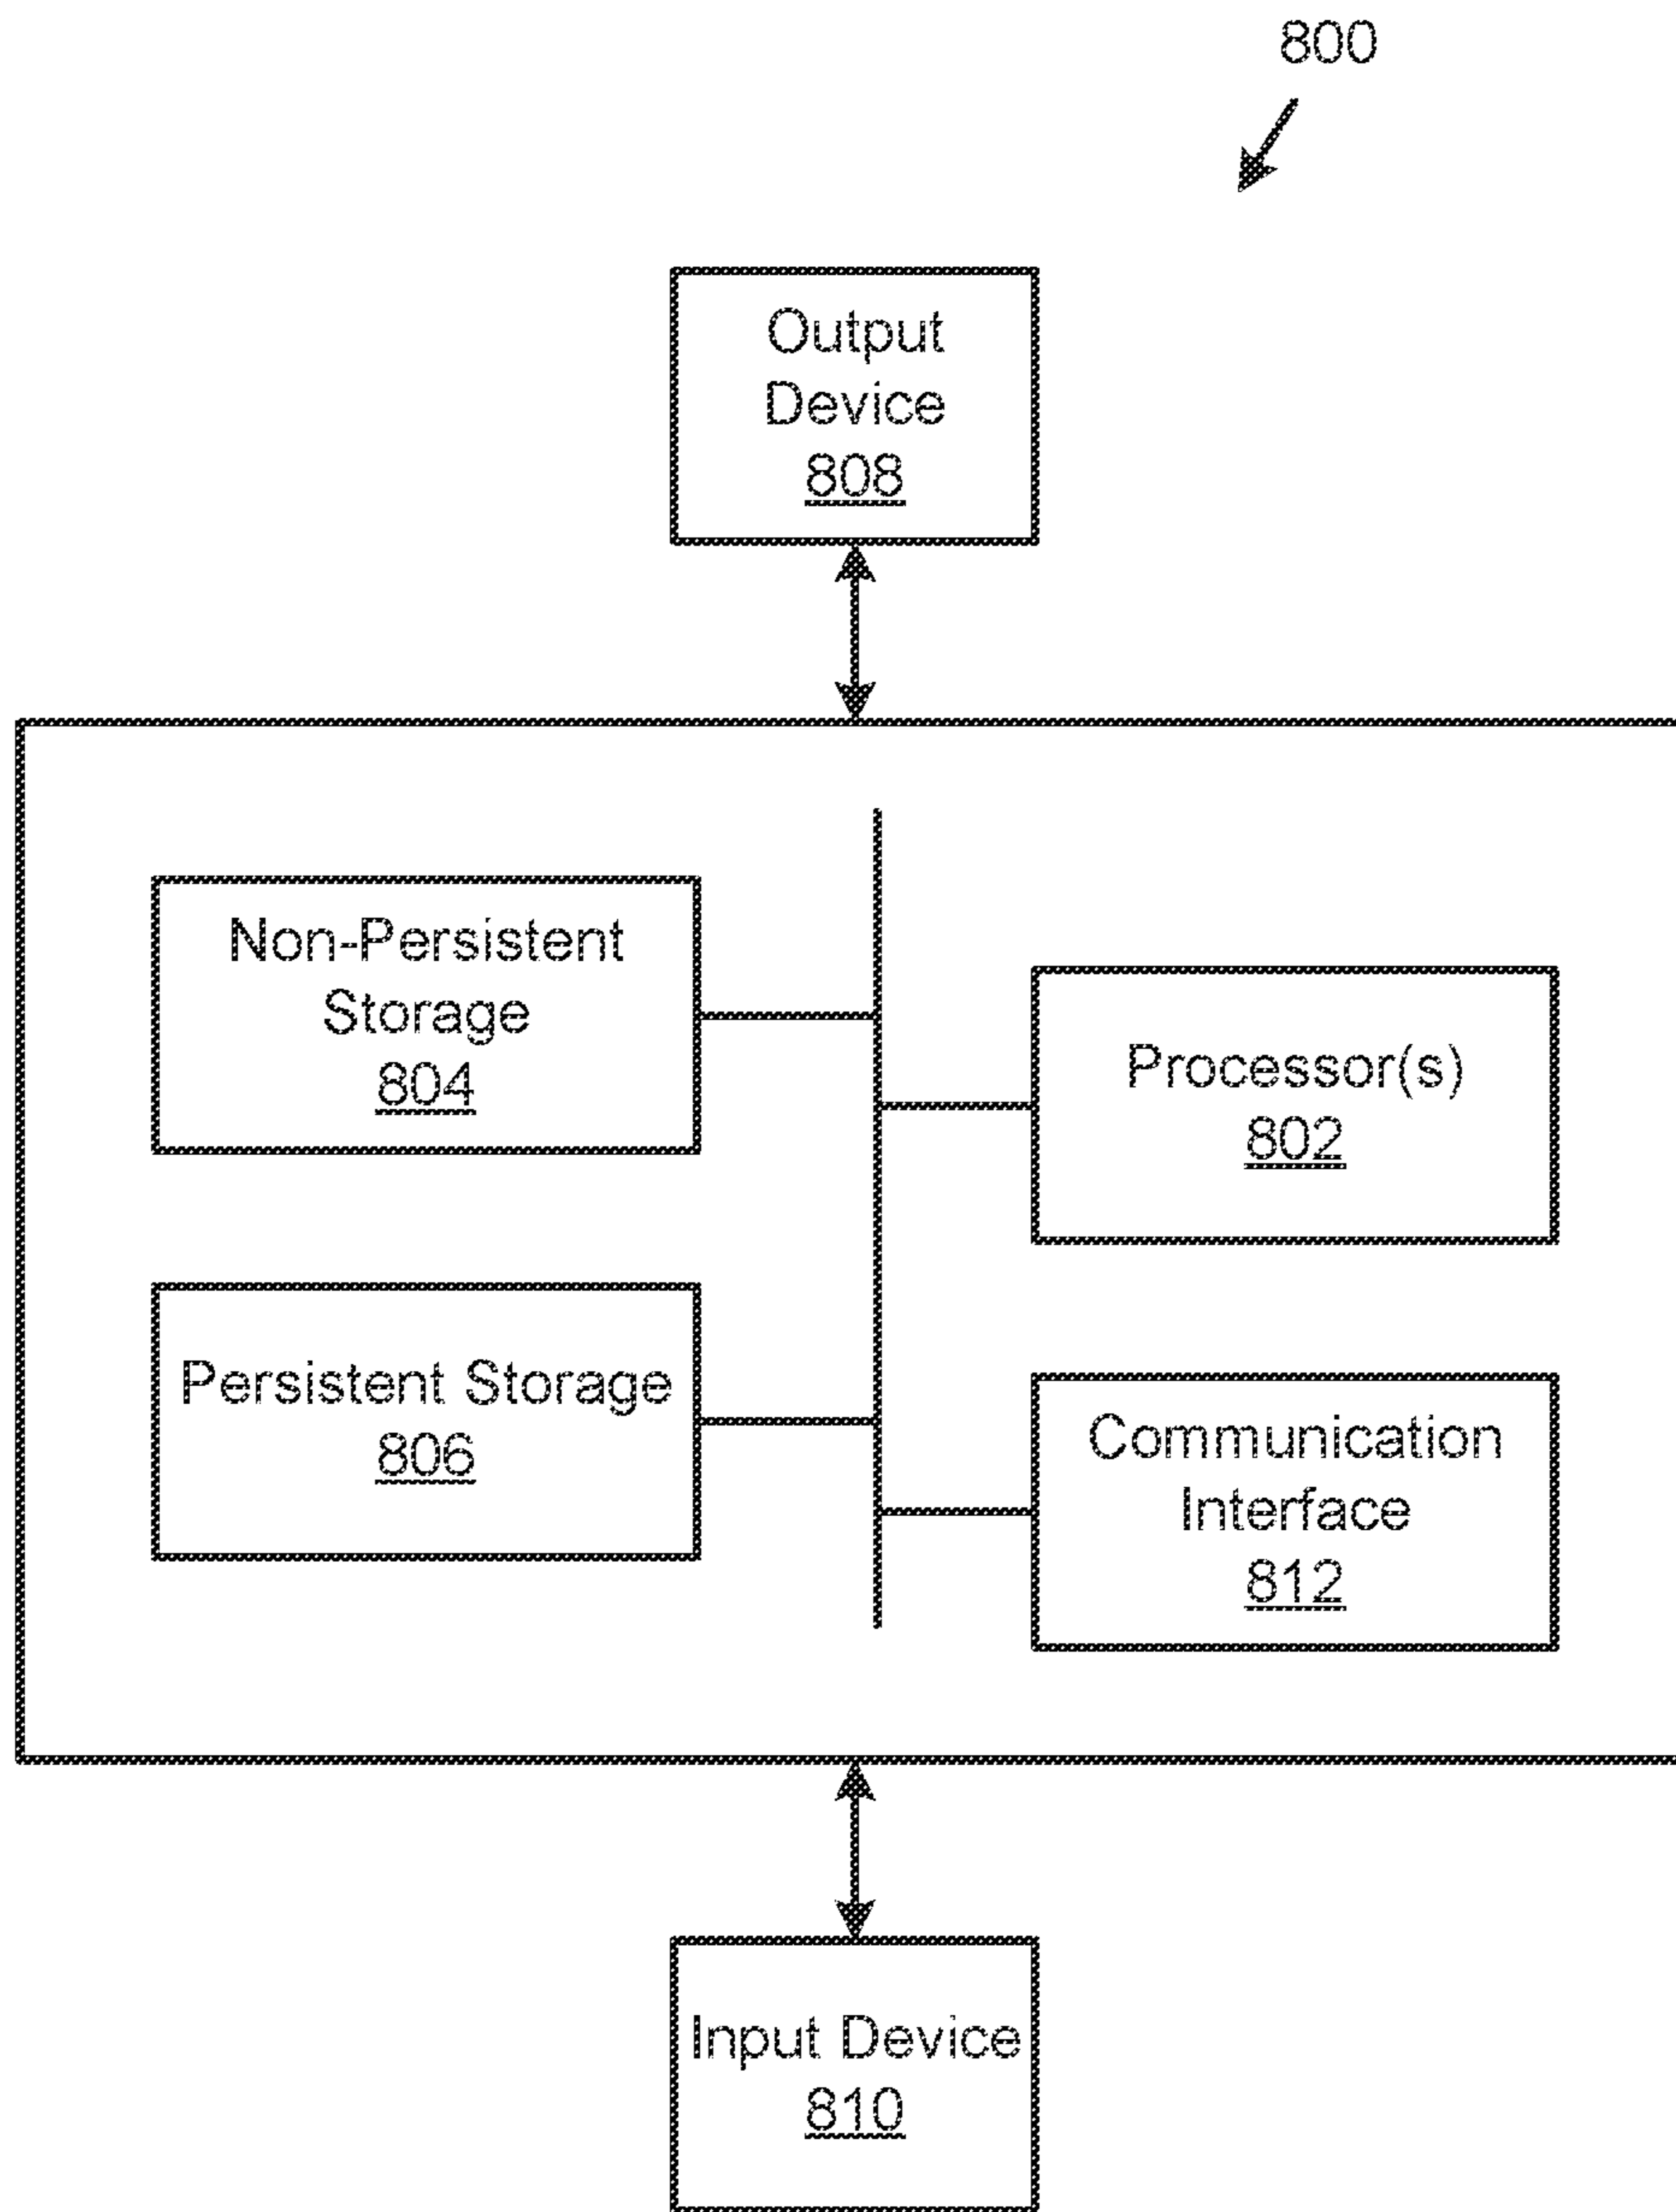 800
Output
Device
808
Non-Persistent
Storage
804
Processor(s)
802
Persistent Storage
806
Communication
Interface
812
Input Device
810